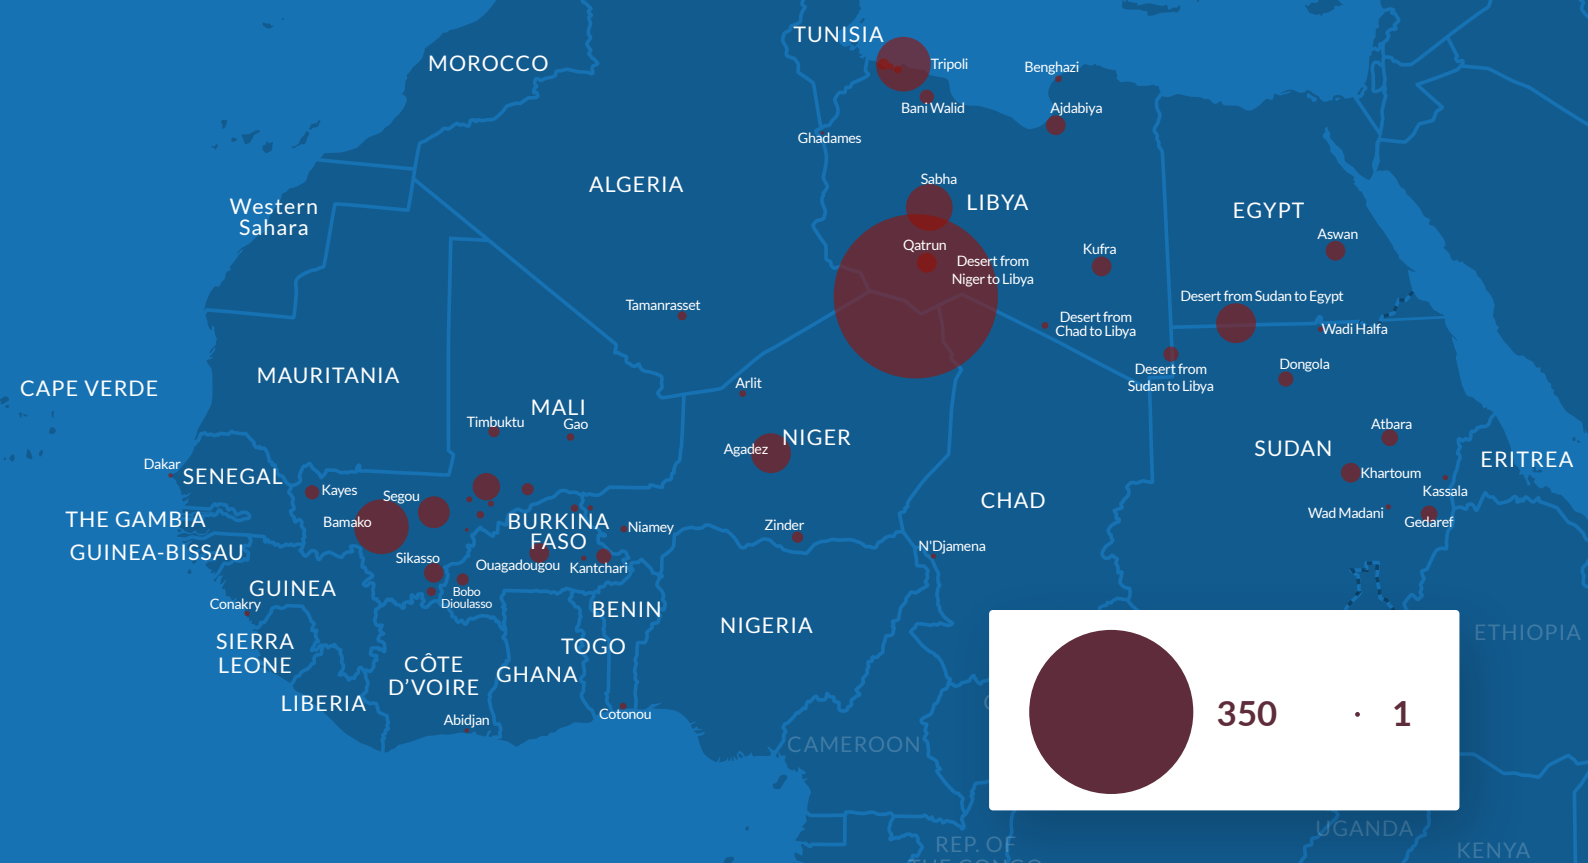 TUNISIA
MOROCCO
Tripoli
Benghazi
Bani Walid
Ajdabiya
Ghadames
ALGERIA
Sabha
LIBYA
Western
Sahara
EGYPT
Aswan
Qatrun
Kufra
Desert from
Niger to Libya
Desert from Sudan to Egypt
Tamanrasset
Desert from
Chad to Libya
Wadi Halfa
Desert from
Sudan to Libya
Dongola
MAURITANIA
CAPE VERDE
Arlit
MALI
Timbuktu
Gao
Atbara
Agadez
NIGER
SUDAN
ERITREA
Dakar
SENEGAL
Khartoum
Kayes
Segou
Kassala
CHAD
THE GAMBIA
Bamako
BURKINA
FASO
Niamey
Zinder
Wad Madani
Gedaref
GUINEA-BISSAU
Sikasso
Ouagadougou
Kantchari
N'Djamena
GUINEA
Bobo
Dioulasso
Conakry
BENIN
NIGERIA
ETHIOPIA
SIERRA
LEONE
TOGO
CÔTE
D’VOIRE
GHANA
LIBERIA
Abidjan
Cotonou
350
1
CAMEROON
UGANDA
REP. OF
THE CONGO
KENYA